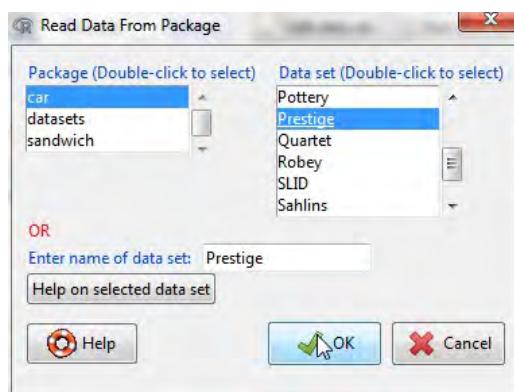 Read Data From Package
X
Package (Double-click to select) Data set (Double-click to select)
car
datasets
sandwich
Pottery
Prestige
Quartet
Robey
SLID
Sahlins
OR
Enter name of data set: Prestige
Help on selected data set
Help OK Cancel